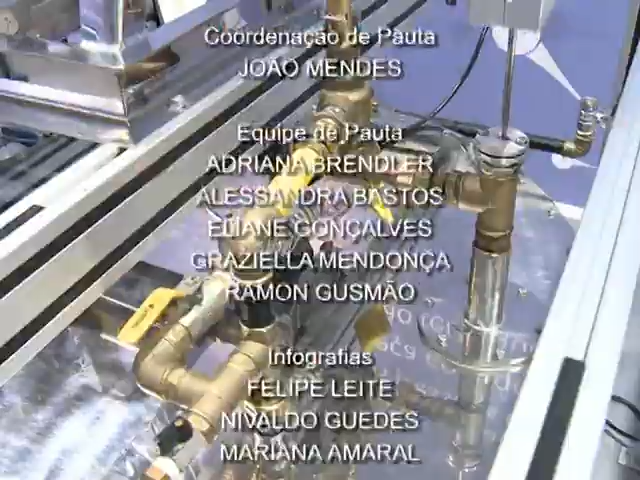 Coordenação de Pauta
JOÃO MENDES
Equipe de Pauta
ADRIANA BRENDLER
ALESSANDRA BASTOS
ELIANE GONÇALVES
GRAZIELLA MENDONÇA
RAMON GUSMÃO
Infografias
FELIPE LEITE
NIVALDO GUEDES
MARIANA AMARAL